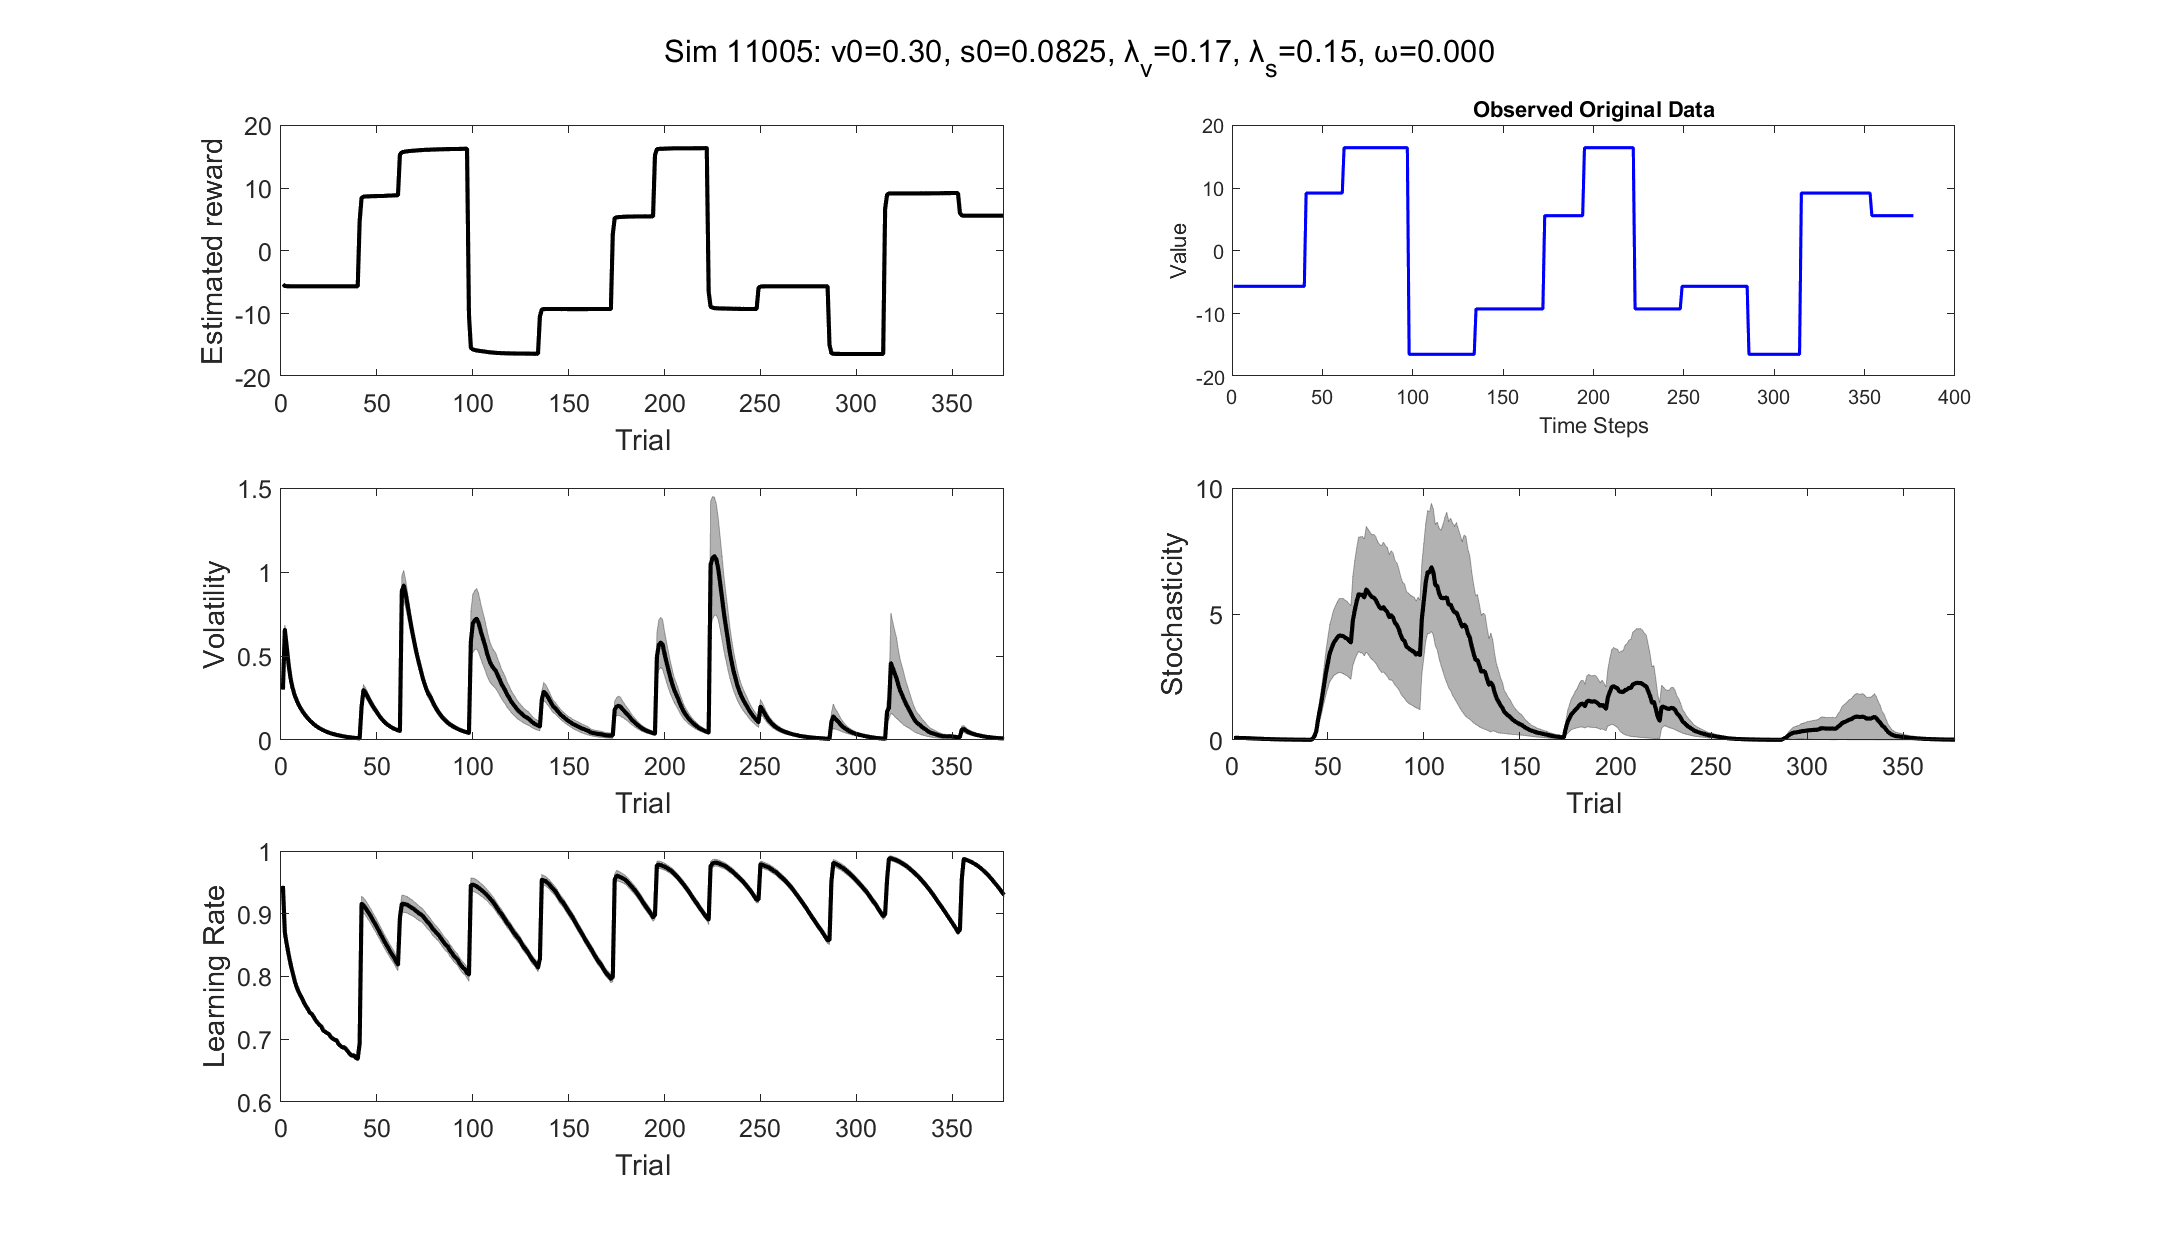 Sim 11005: v0=0.30, s0=0.0825, λv=0.17, λs=0.15, ω=0.000
Estimated reward
20
10
0
-10
-20
0 50 100 150 200 250 300 350
Trial
Observed Original Data
Value
20
10
0
-10
-20
0 50 100 150 200 250 300 350 400
Time Steps
Volatility
1.5
1
0.5
0
0 50 100 150 200 250 300 350
Trial
Stochasticity
10
5
0
0 50 100 150 200 250 300 350
Trial
Learning Rate
1
0.9
0.8
0.7
0.6
0 50 100 150 200 250 300 350
Trial